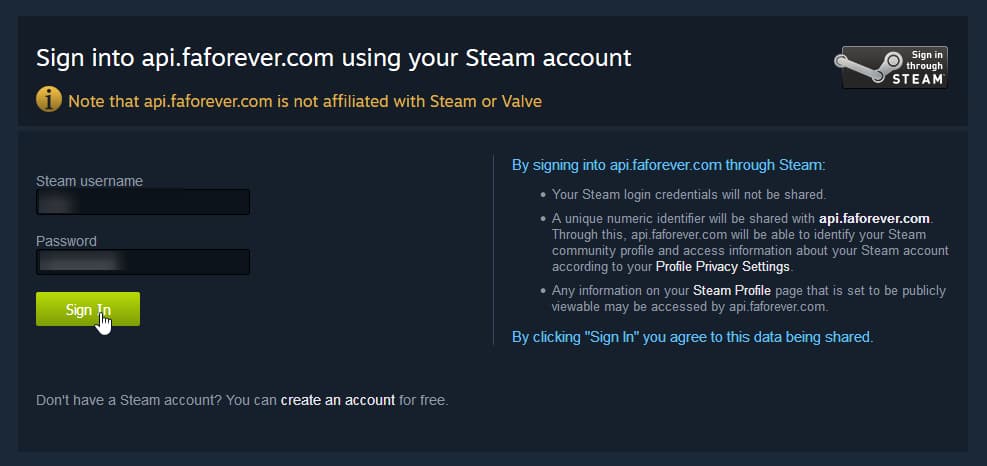 Sign into api.faforever.com using your Steam account
Sign in
through
STEAM
Note that api.faforever.com is not affiliated with Steam or Valve
Steam username
Password
Sign In
By signing into api.faforever.com through Steam:
• Your Steam login credentials will not be shared.
• A unique numeric identifier will be shared with api.faforever.com.
Through this, api.faforever.com will be able to identify your Steam
community profile and access information about your Steam account
according to your Profile Privacy Settings.
• Any information on your Steam Profile page that is set to be publicly
viewable may be accessed by api.faforever.com.
By clicking "Sign In" you agree to this data being shared.
Don't have a Steam account? You can create an account for free.